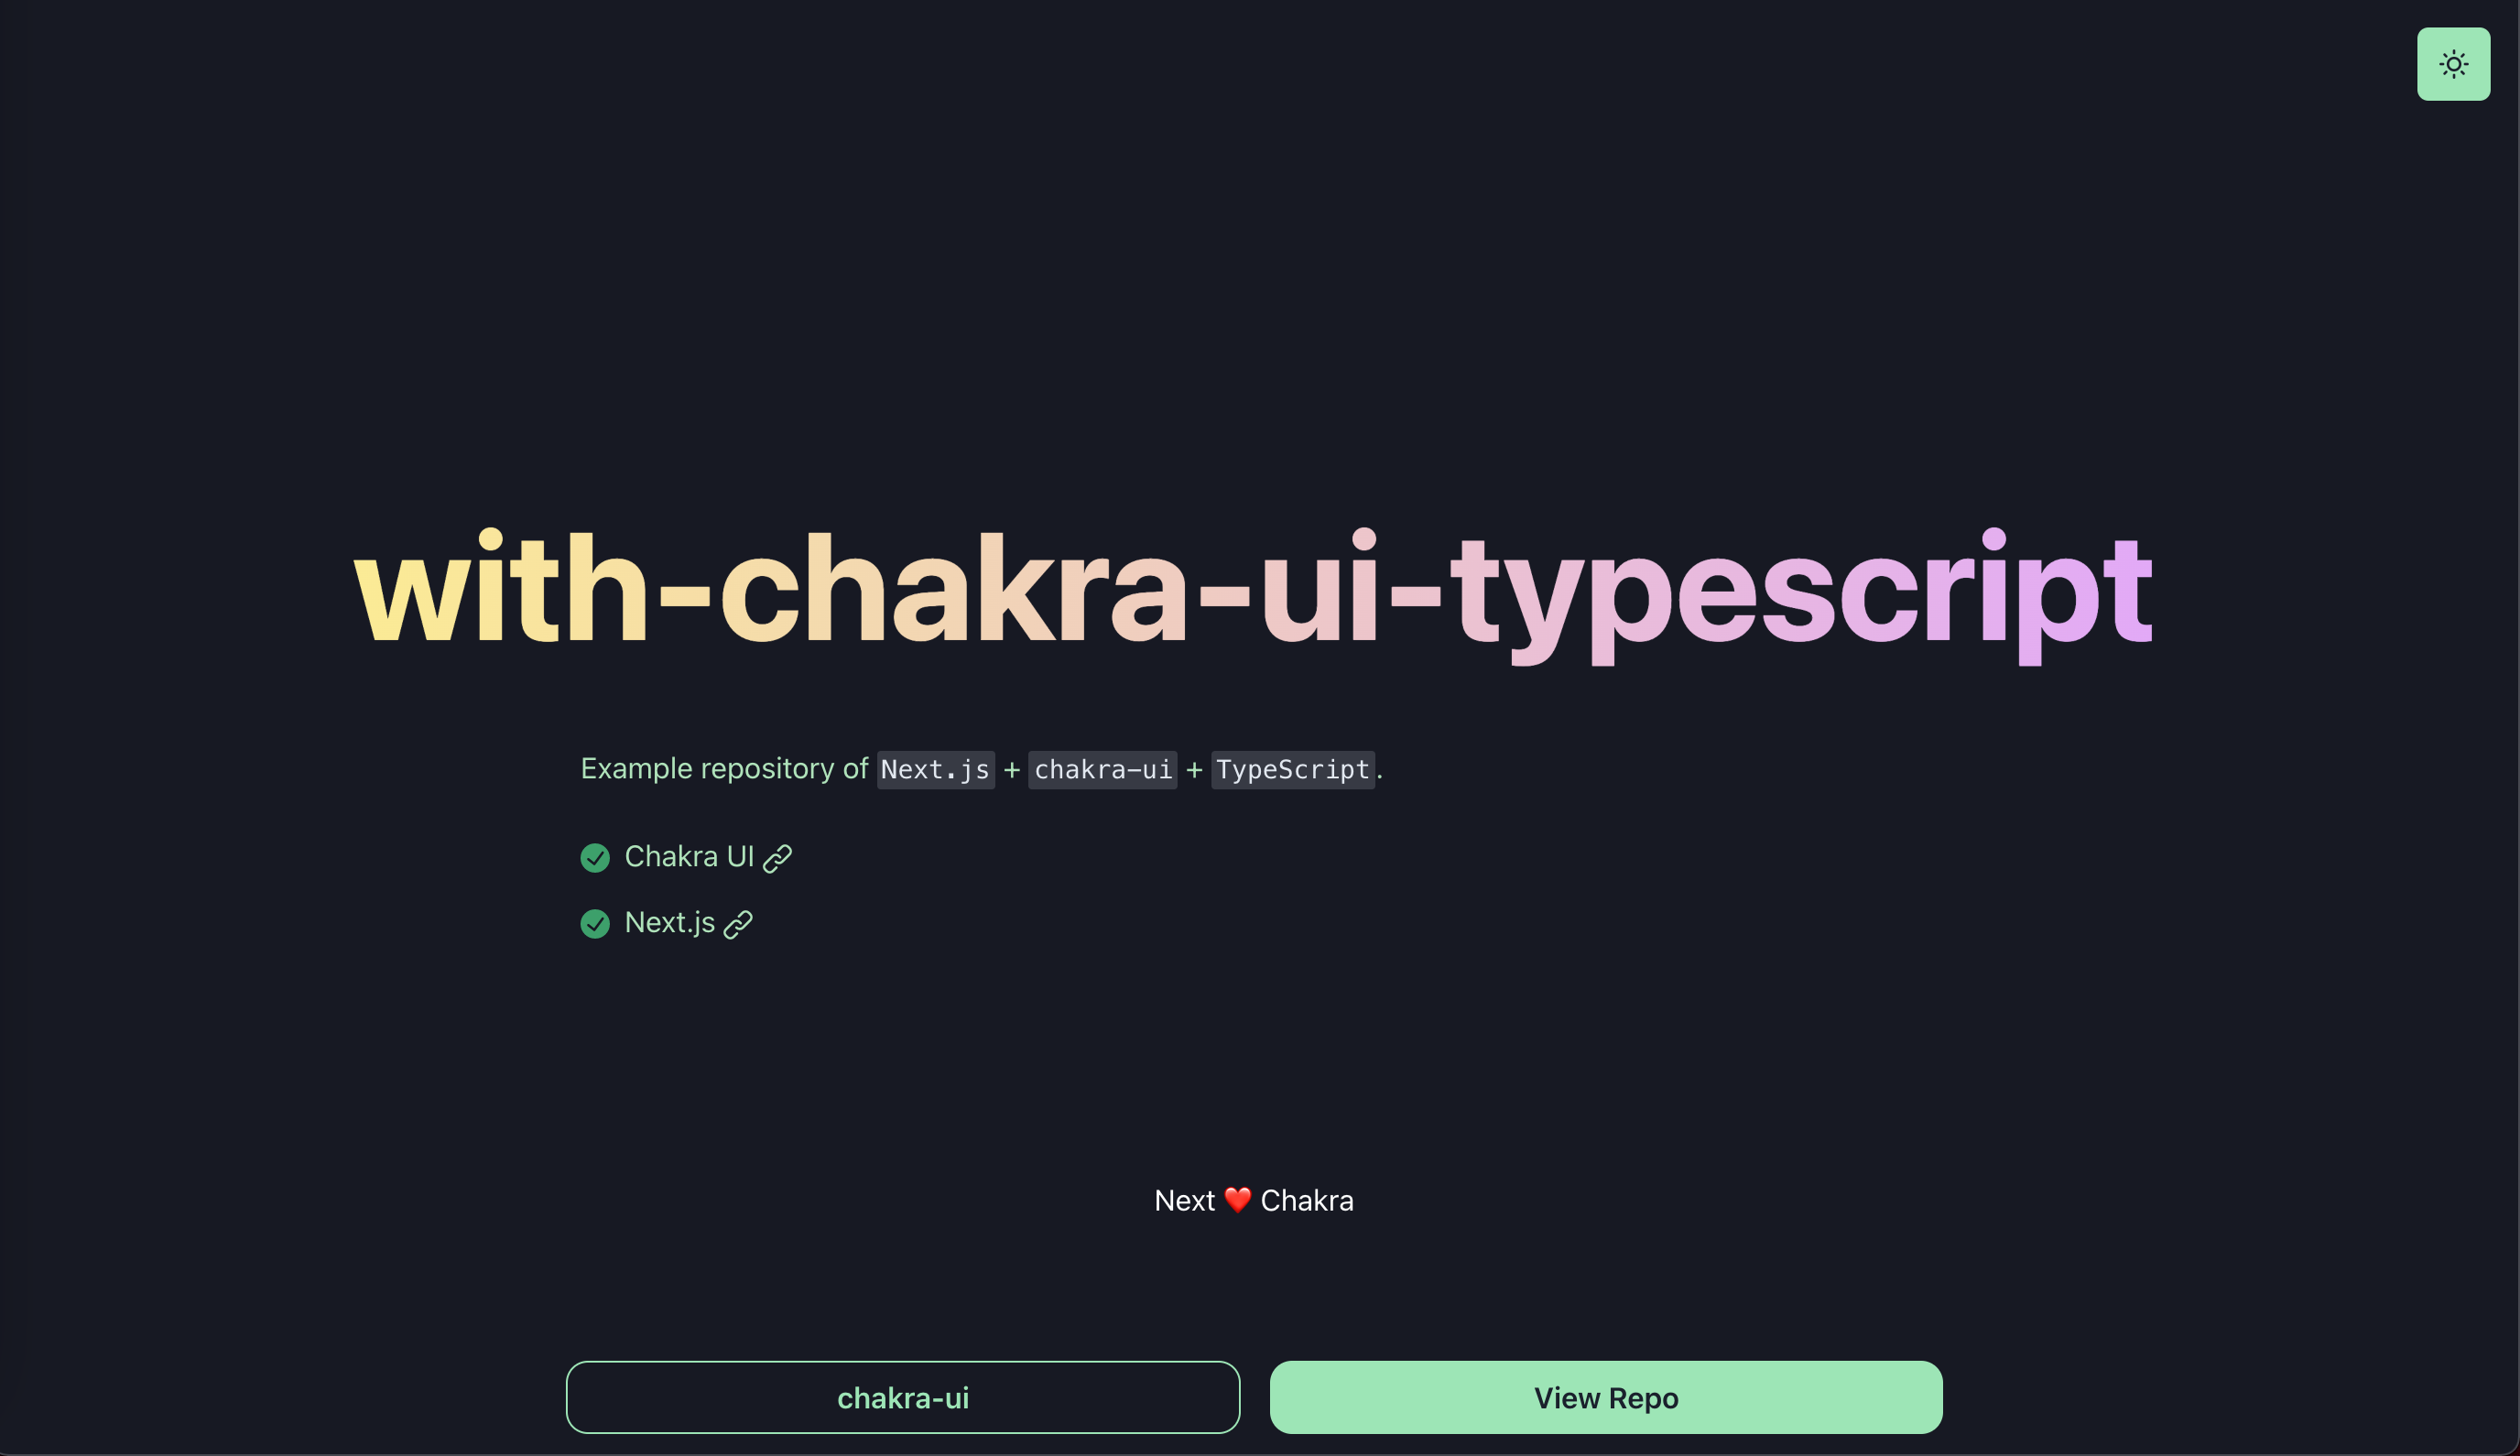 with-chakra-ui-typescript
Example repository of Next.js + chakra-ui + TypeScript.
Chakra UI
Next.js
Next ❤️ Chakra
chakra-ui
View Repo